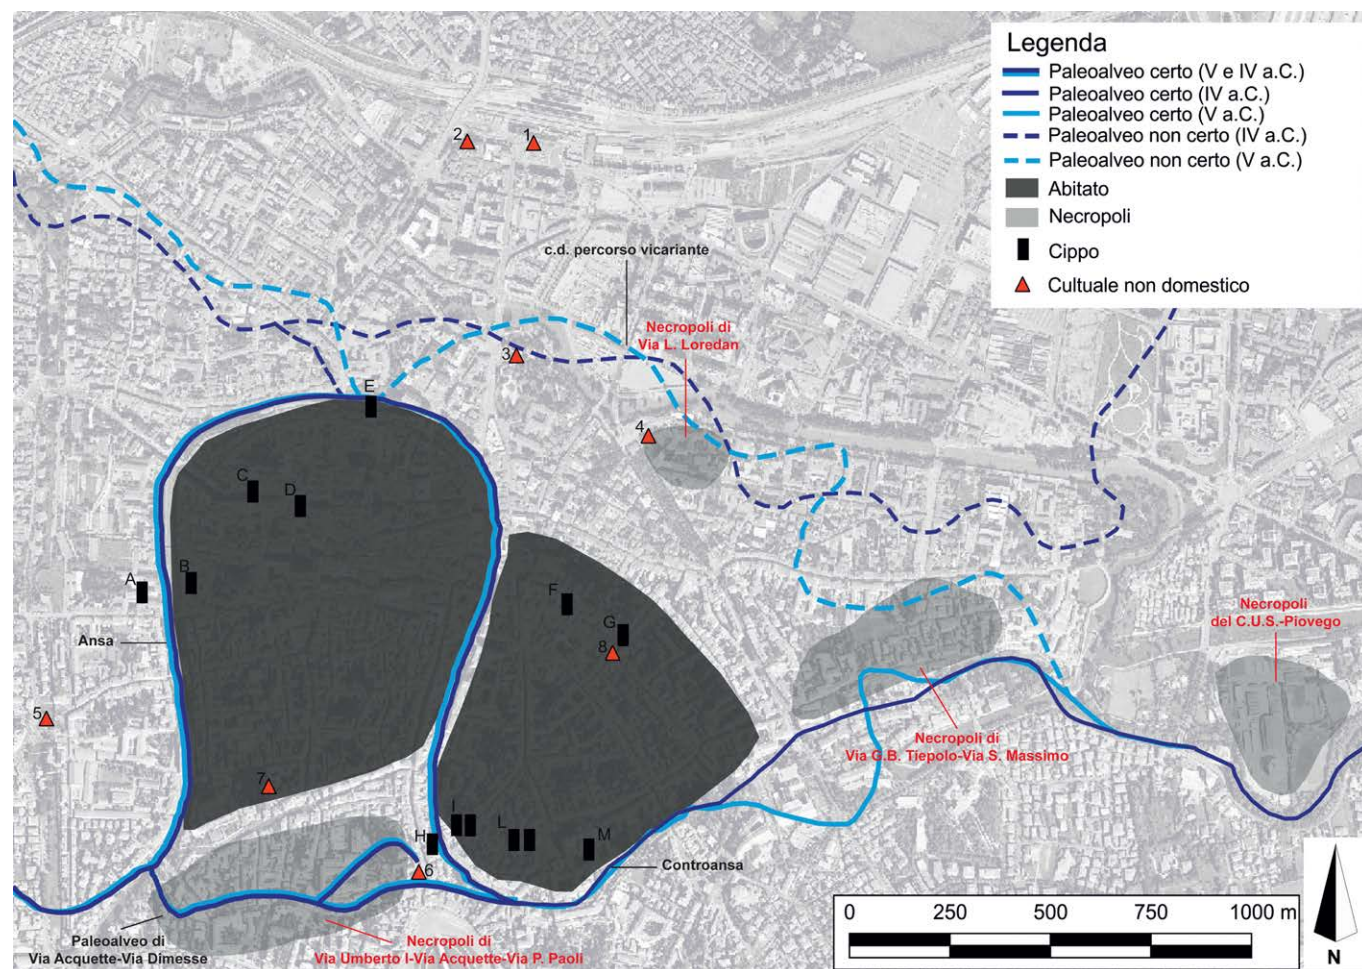 Legenda
Paleoalveo certo (V e IV a.C.)
Paleoalveo certo (IV a.C.)
Paleoalveo certo (V a.C.)
Paleoalveo non certo (IV a.C.)
Paleoalveo non certo (V a.C.)
Abitato
Necropoli
Cippo
Cultuale non domestico
2
1
c.d. percorso vicariante
Necropoli di
Via L. Loredan
3
E
4
C
D
A
B
F
G
8
Ansa
Necropoli
del C.U.S.-Piovego
5
Necropoli di
Via G.B. Tiepolo-Via S. Massimo
7
I
H
L
M
6
Controansa
Paleoalveo di
Via Acquette-Via Dimesse
Necropoli di
Via Umberto I-Via Acquette-Via P. Paoli
0 250 500 750 1000 m
N